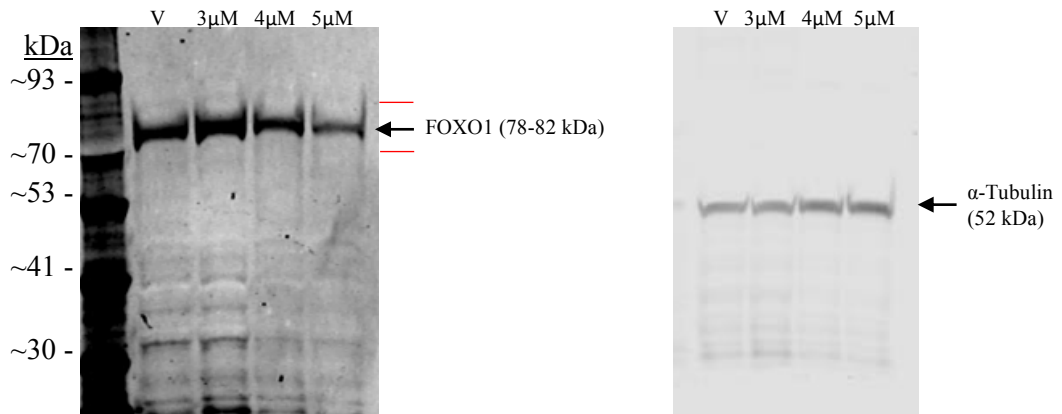 V 3µM 4µM 5µM
kDa
~93 -
~70 -
~53 -
~41 -
~30 -
FOXO1 (78-82 kDa)
V 3µM 4µM 5µM
α-Tubulin
(52 kDa)